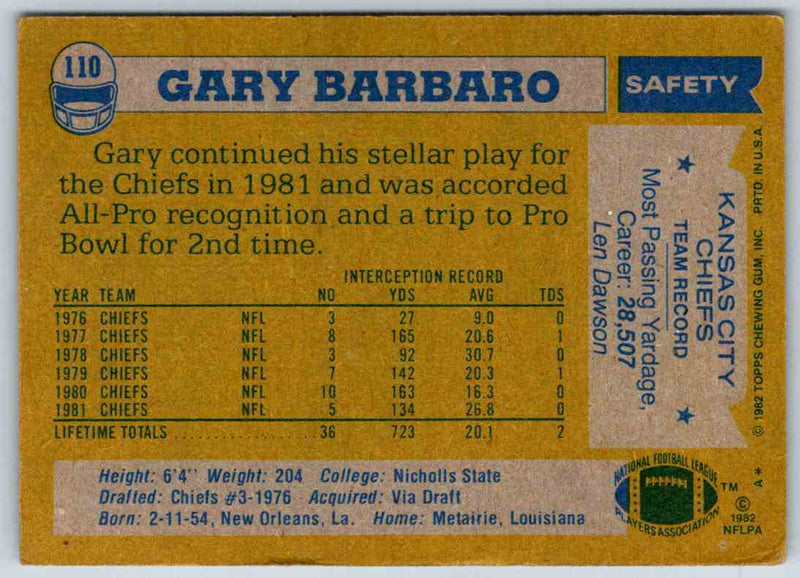 110
GARY BARBARO
SAFETY
Gary continued his stellar play for
the Chiefs in 1981 and was accorded
All-Pro recognition and a trip to Pro
Bowl for 2nd time.
INTERCEPTION RECORD
YEAR TEAM NO YDS AVG TDS
1976 CHIEFS NFL 3 27 9.0 0
1977 CHIEFS NFL 8 165 20.6 1
1978 CHIEFS NFL 3 92 30.7 0
1979 CHIEFS NFL 7 142 20.3 1
1980 CHIEFS NFL 10 163 16.3 0
1981 CHIEFS NFL 5 134 26.8 0
LIFETIME TOTALS .................... 36 723 20.1 2
Height: 6'4" Weight: 204 College: Nicholls State
Drafted: Chiefs #3-1976 Acquired: Via Draft
Born: 2-11-54, New Orleans, La. Home: Metairie, Louisiana
KANSAS CITY
CHIEFS
★ TEAM RECORD ★
Most Passing Yardage,
Career: 28,507
Len Dawson
© 1982 TOPPS CHEWING GUM, INC. PRTD. IN U.S.A.
A *
NATIONAL FOOTBALL LEAGUE
PLAYERS ASSOCIATION
TM
©
1982
NFLPA